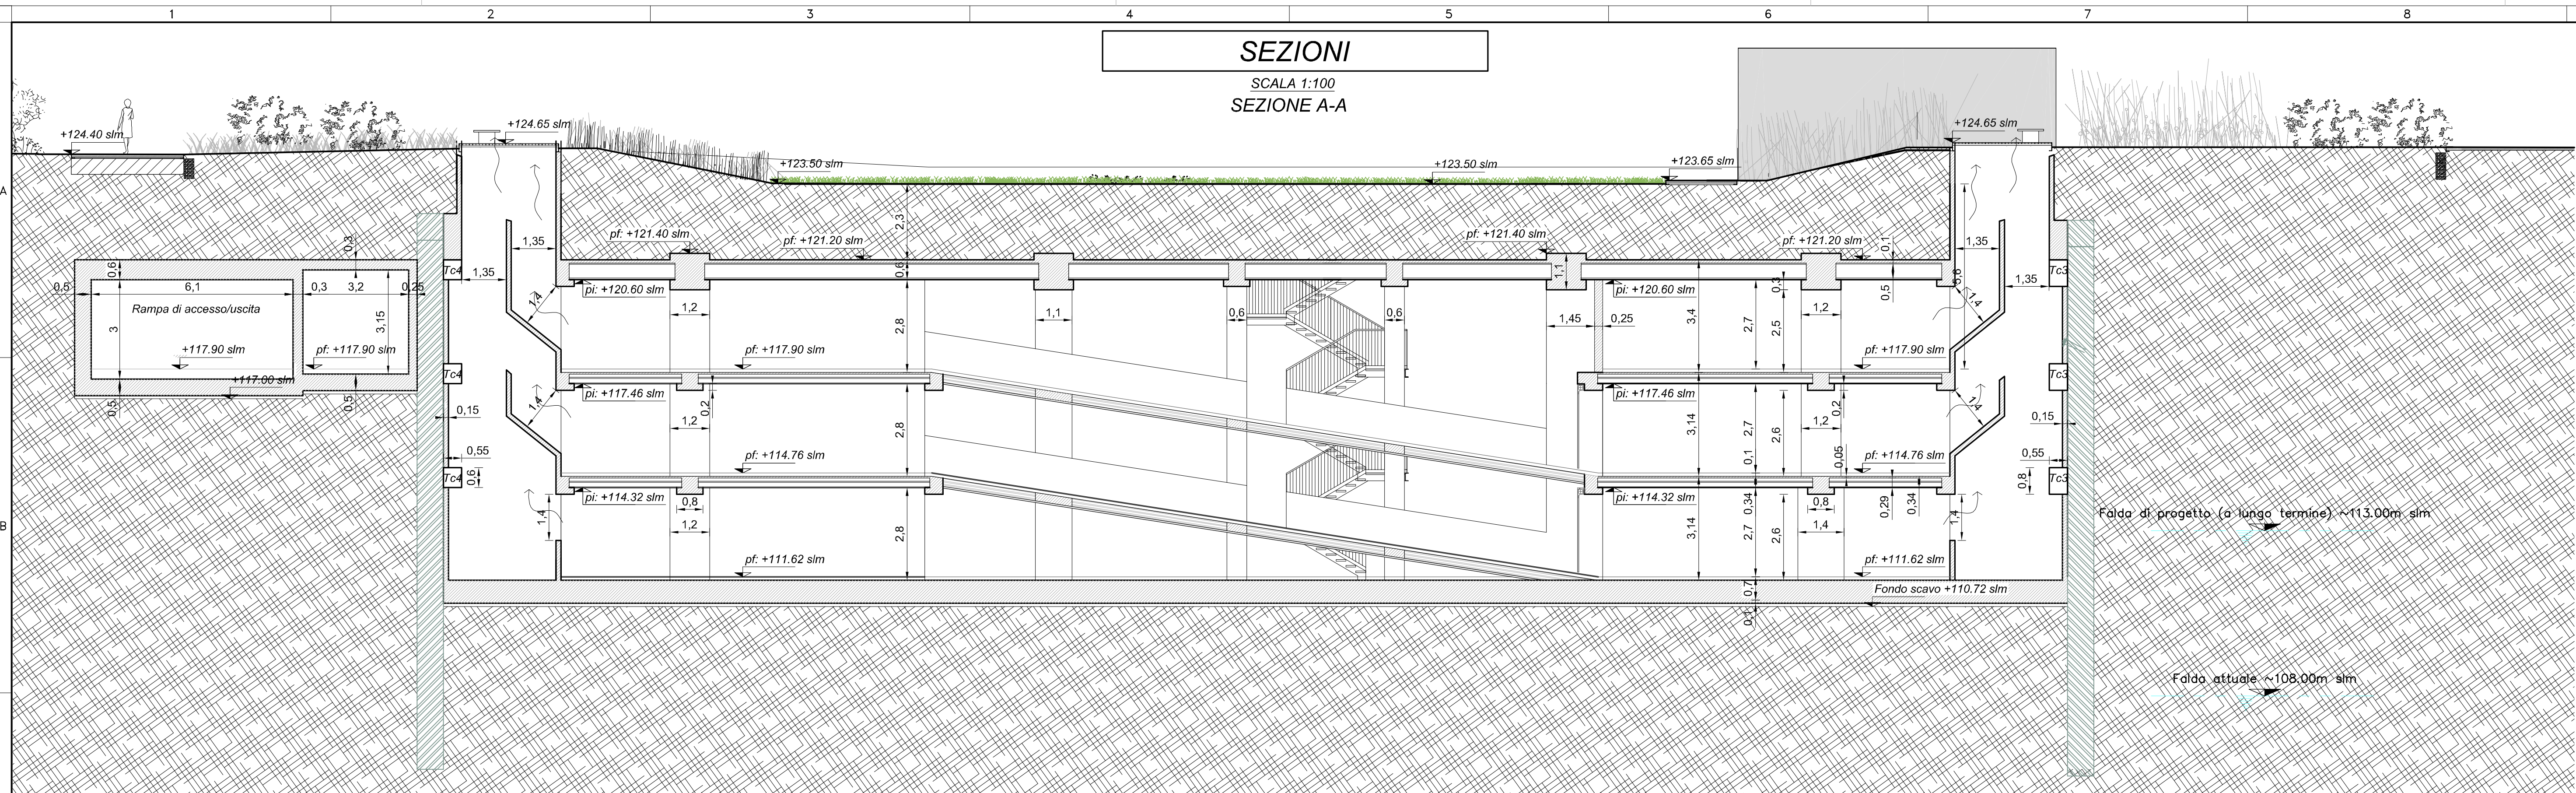 1 2 3 4 5 6 7 8
SEZIONI
SCALA 1:100
SEZIONE A-A
+124.40 slm
+124.65 slm
+124.65 slm
+123.50 slm
+123.50 slm
+123.65 slm
A
2,3
pf: +121.40 slm
pf: +121.20 slm
pf: +121.40 slm
pf: +121.20 slm
0,1
0,3
1,35
1,35
0,6
Tc4
1,35
0,6
1,1
5,8
1,35
Tc3
0,5
6,1
0,3
3,2
0,25
pi: +120.60 slm
pi: +120.60 slm
0,3
0,5
Rampa di accesso/uscita
3
3,15
1,4
1,2
2,8
1,1
0,6
0,6
1,45
0,25
3,4
2,7
2,5
1,2
1,4
+117.90 slm
pf: +117.90 slm
pf: +117.90 slm
pf: +117.90 slm
+117.00 slm
Tc4
Tc3
0,5
0,5
pi: +117.46 slm
0,2
pi: +117.46 slm
0,2
1,4
1,4
0,15
1,2
2,8
3,14
2,7
2,6
1,2
0,15
0,55
pf: +114.76 slm
0,1
0,05
pf: +114.76 slm
0,55
Tc4
0,6
0,8
Tc3
pi: +114.32 slm
pi: +114.32 slm
0,34
0,29
0,34
1,4
0,8
0,8
1,4
B
1,2
2,8
3,14
2,7
2,6
1,4
Falda di progetto (a lungo termine) ~113.00m slm
pf: +111.62 slm
pf: +111.62 slm
0,7
Fondo scavo +110.72 slm
0,1
Falda attuale ~108.00m slm